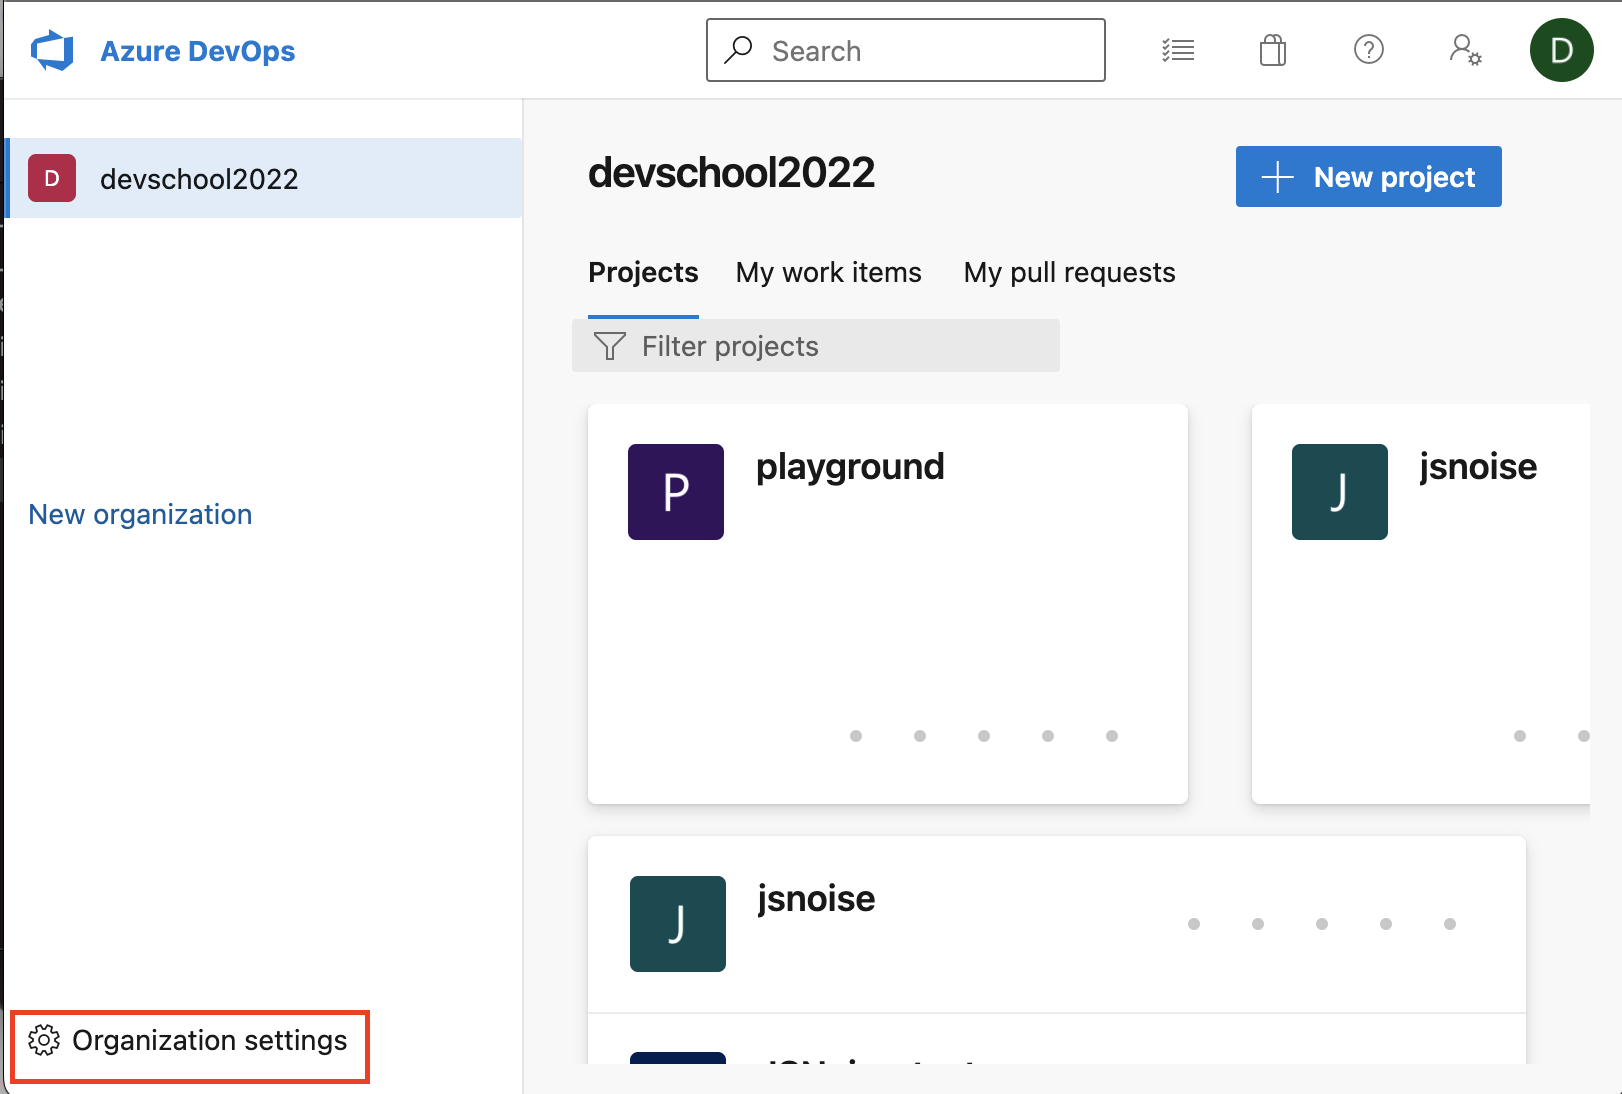 Azure DevOps
Search
D
D
devschool2022
devschool2022
New project
Projects
My work items
My pull requests
Filter projects
P
playground
J
jsnoise
New organization
J
jsnoise
Organization settings